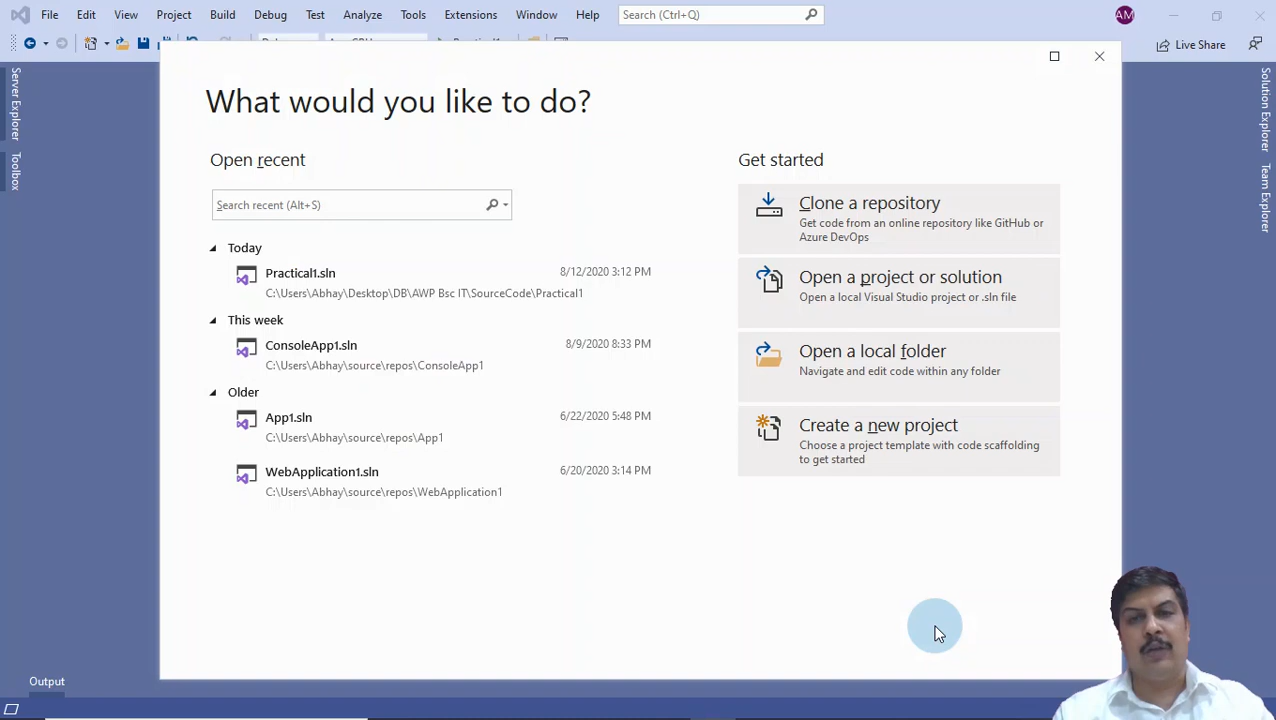 File Edit View Project Build Debug Test Analyze Tools Extensions Window Help Search (Ctrl+Q) AM
Live Share
Server Explorer
Toolbox
Solution Explorer
Team Explorer
What would you like to do?
Open recent
Search recent (Alt+S)
Today
Practical1.sln 8/12/2020 3:12 PM
C:\Users\Abhay\Desktop\DB\AWP Bsc IT\SourceCode\Practical1
This week
ConsoleApp1.sln 8/9/2020 8:33 PM
C:\Users\Abhay\source\repos\ConsoleApp1
Older
App1.sln 6/22/2020 5:48 PM
C:\Users\Abhay\source\repos\App1
WebApplication1.sln 6/20/2020 3:14 PM
C:\Users\Abhay\source\repos\WebApplication1
Get started
Clone a repository
Get code from an online repository like GitHub or
Azure DevOps
Open a project or solution
Open a local Visual Studio project or .sln file
Open a local folder
Navigate and edit code within any folder
Create a new project
Choose a project template with code scaffolding
to get started
Output